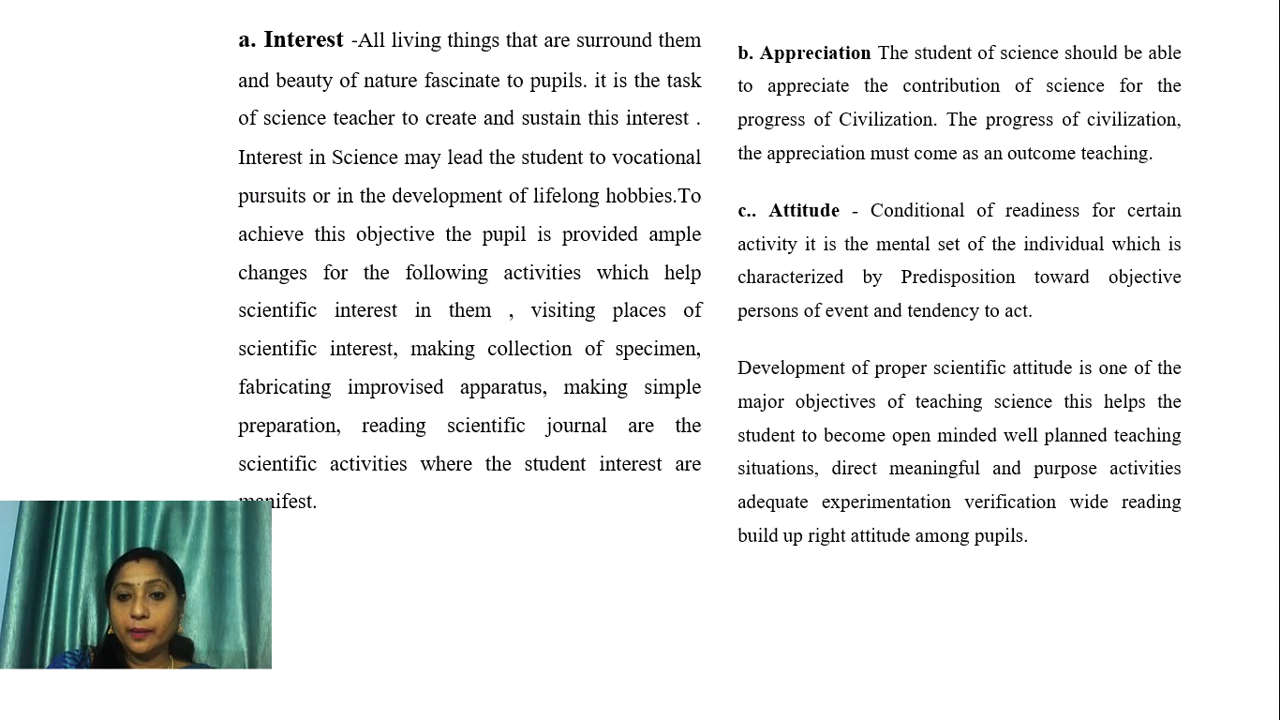 a. Interest -All living things that are surround them
and beauty of nature fascinate to pupils. it is the task
of science teacher to create and sustain this interest .
Interest in Science may lead the student to vocational
pursuits or in the development of lifelong hobbies.To
achieve this objective the pupil is provided ample
changes for the following activities which help
scientific interest in them , visiting places of
scientific interest, making collection of specimen,
fabricating improvised apparatus, making simple
preparation, reading scientific journal are the
scientific activities where the student interest are
manifest.
b. Appreciation The student of science should be able
to appreciate the contribution of science for the
progress of Civilization. The progress of civilization,
the appreciation must come as an outcome teaching.
c.. Attitude - Conditional of readiness for certain
activity it is the mental set of the individual which is
characterized by Predisposition toward objective
persons of event and tendency to act.
Development of proper scientific attitude is one of the
major objectives of teaching science this helps the
student to become open minded well planned teaching
situations, direct meaningful and purpose activities
adequate experimentation verification wide reading
build up right attitude among pupils.